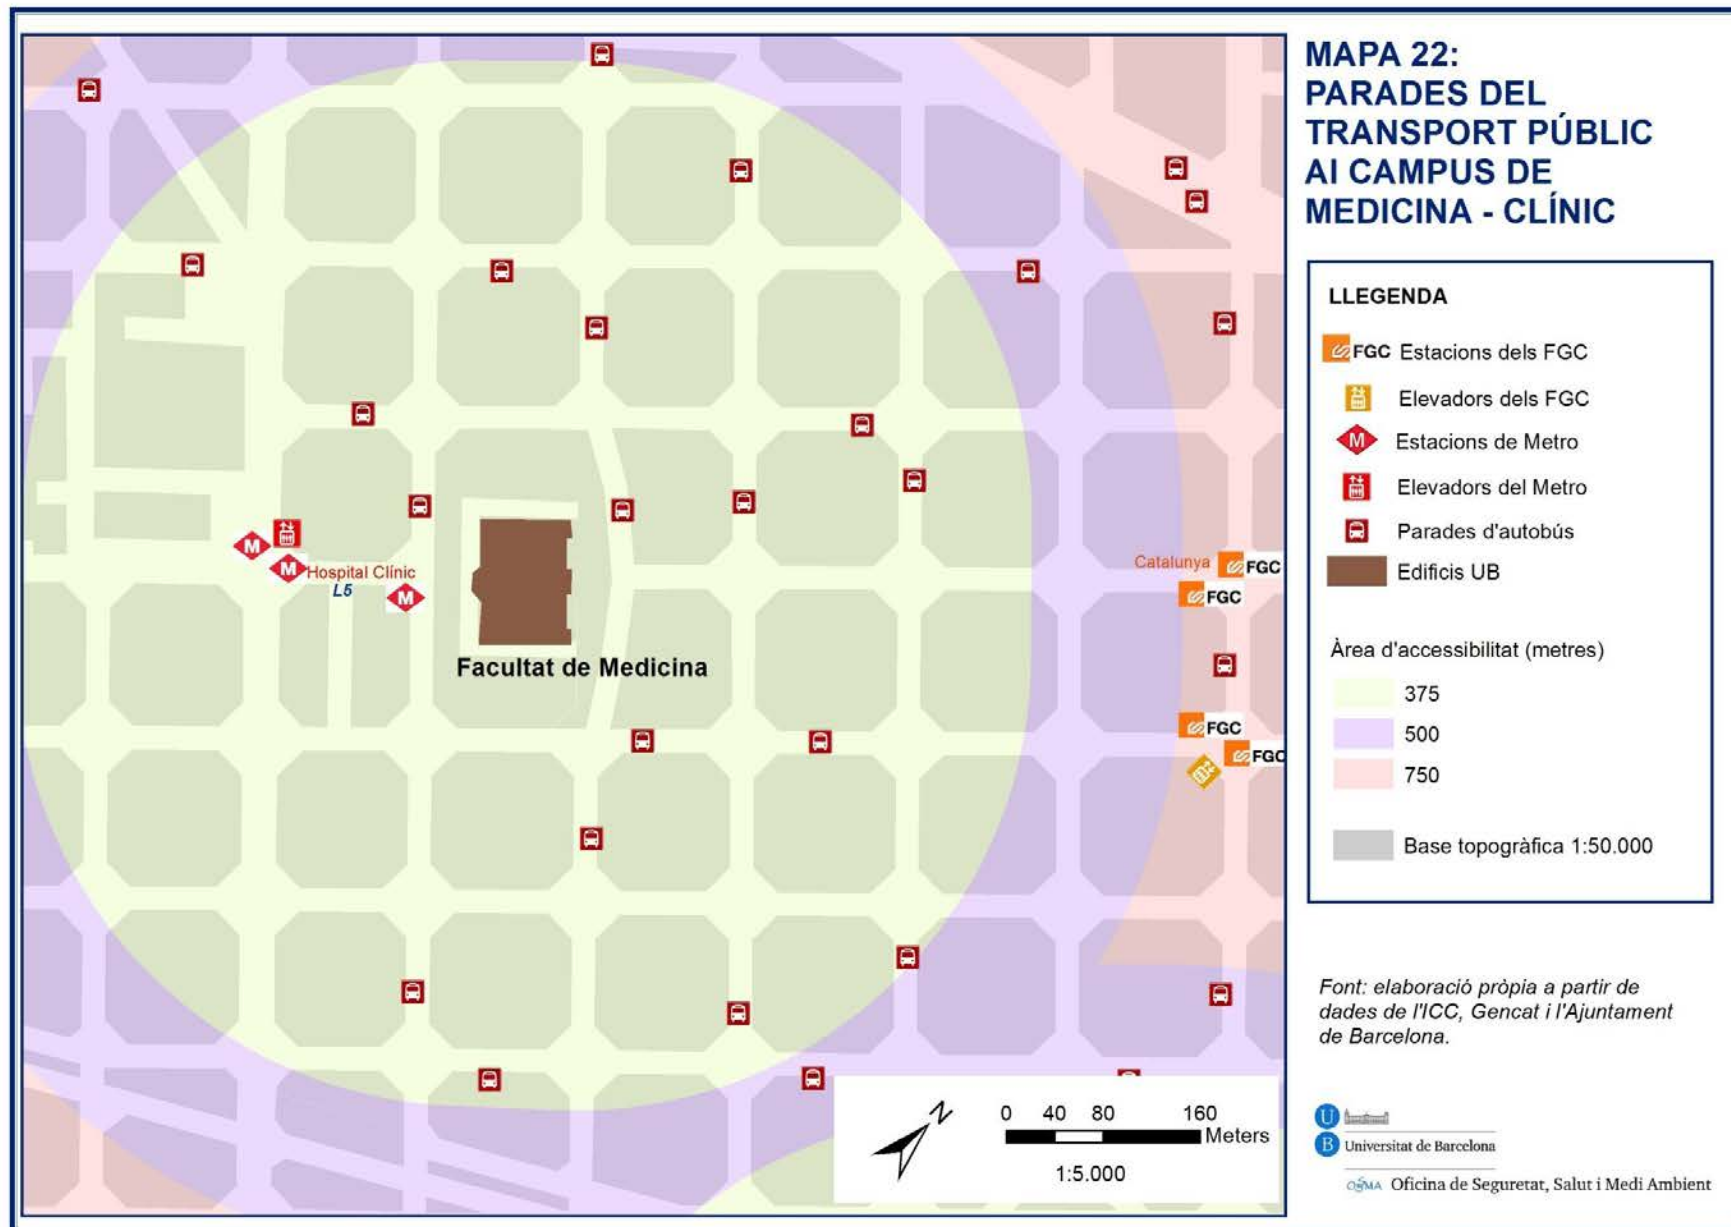 MAPA 22:
PARADES DEL
TRANSPORT PÚBLIC
Al CAMPUS DE
MEDICINA - CLÍNIC
LLEGENDA
FGC Estacions dels FGC
Elevadors dels FGC
M Estacions de Metro
Elevadors del Metro
Parades d'autobús
Edificis UB
Àrea d'accessibilitat (metres)
375
500
750
Base topogràfica 1:50.000
M
M
Hospital Clínic
L5
M
Facultat de Medicina
Catalunya
FGC
FGC
FGC
FGC
N
0 40 80 160
Meters
1:5.000
Font: elaboració pròpia a partir de
dades de l'ICC, Gencat i l'Ajuntament
de Barcelona.
U
B Universitat de Barcelona
OSSMA Oficina de Seguretat, Salut i Medi Ambient